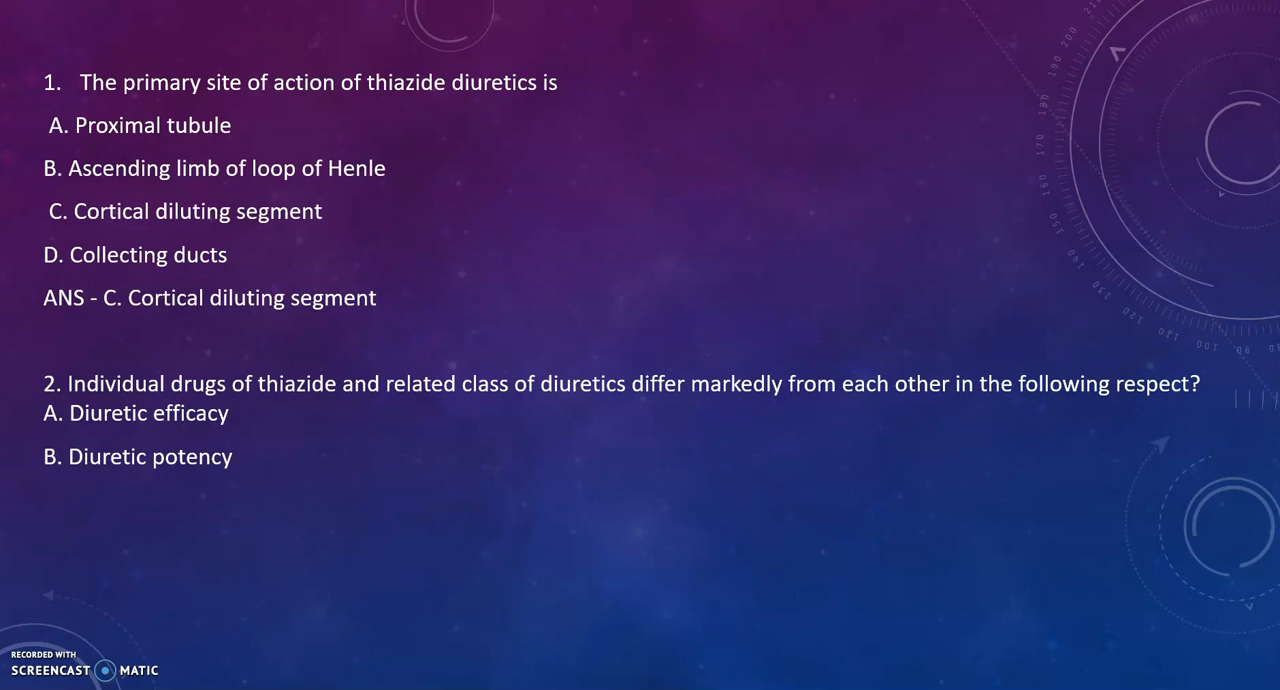 1. The primary site of action of thiazide diuretics is
A. Proximal tubule
B. Ascending limb of loop of Henle
C. Cortical diluting segment
D. Collecting ducts
ANS - C. Cortical diluting segment
2. Individual drugs of thiazide and related class of diuretics differ markedly from each other in the following respect?
A. Diuretic efficacy
B. Diuretic potency
RECORDED WITH
SCREENCAST MATIC